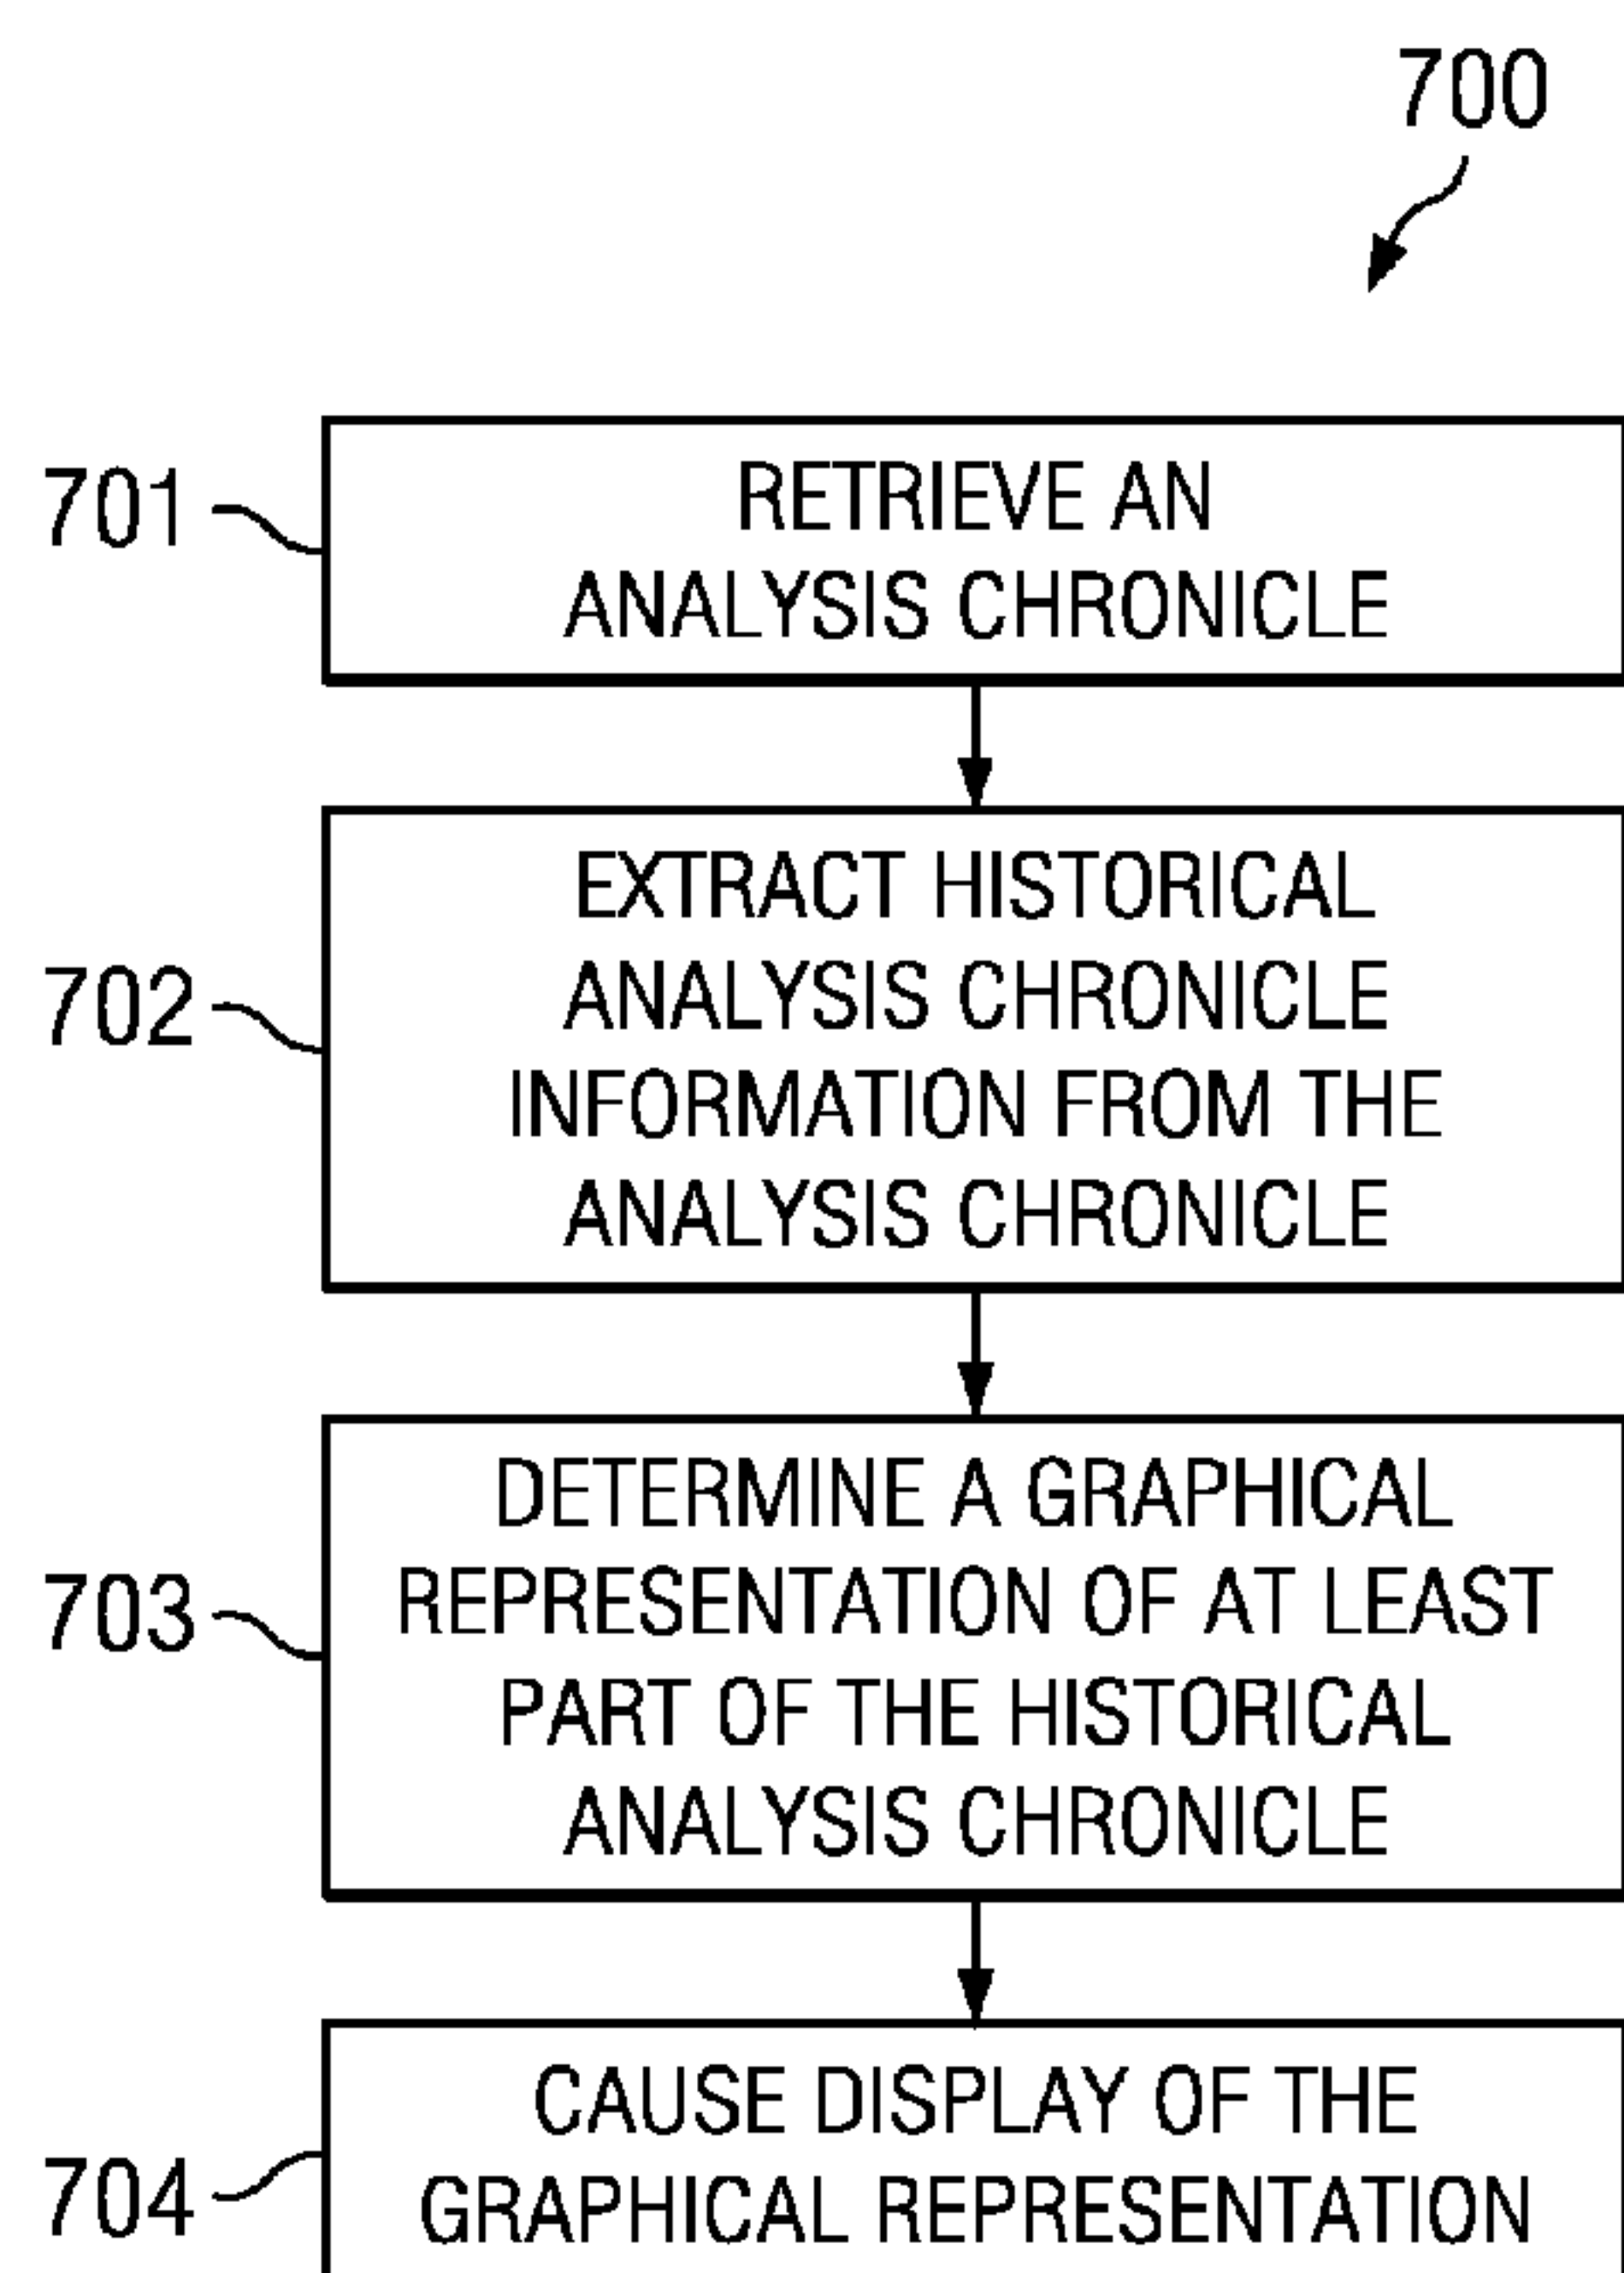 700
701
RETRIEVE AN
ANALYSIS CHRONICLE
702
EXTRACT HISTORICAL
ANALYSIS CHRONICLE
INFORMATION FROM THE
ANALYSIS CHRONICLE
703
DETERMINE A GRAPHICAL
REPRESENTATION OF AT LEAST
PART OF THE HISTORICAL
ANALYSIS CHRONICLE
704
CAUSE DISPLAY OF THE
GRAPHICAL REPRESENTATION